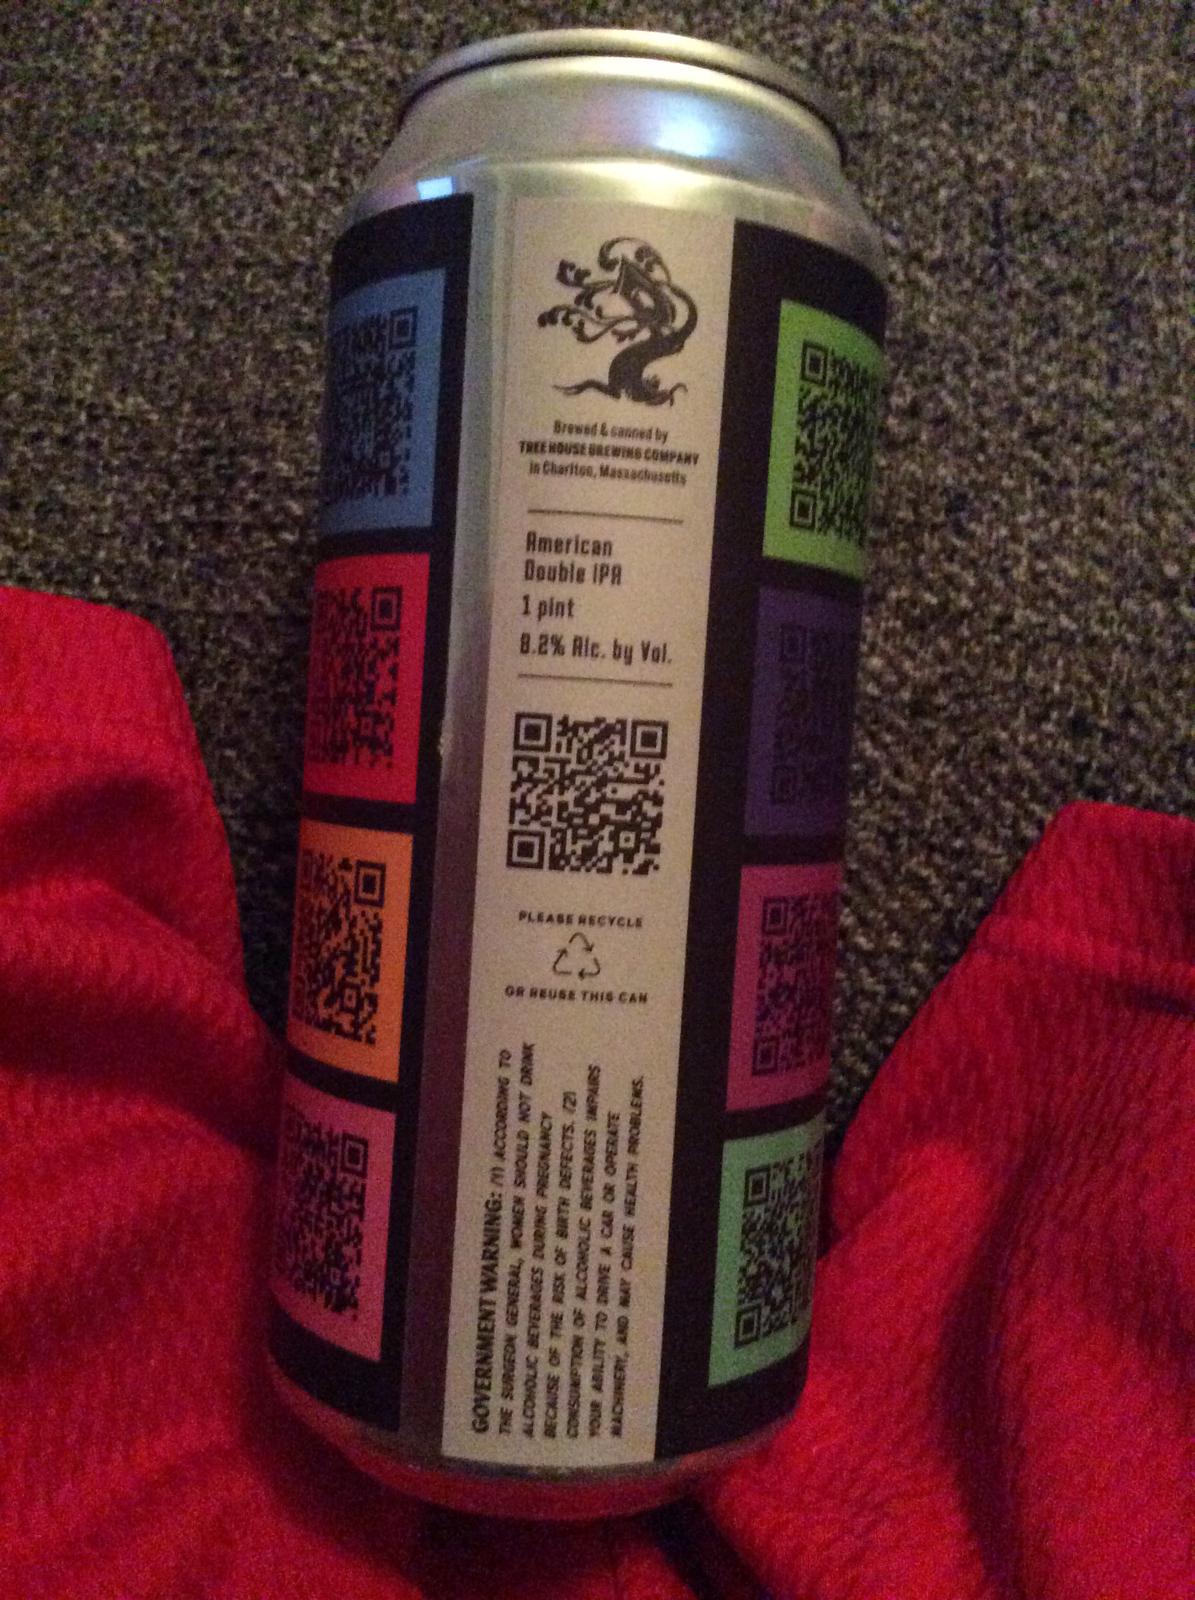 Brewed & canned by
TREE HOUSE BREWING COMPANY
in Charlton, Massachusetts
American
Double IPA
1 pint
8.2% Alc. by Vol.
PLEASE RECYCLE
OR REUSE THIS CAN
GOVERNMENT WARNING: (1) ACCORDING TO
THE SURGEON GENERAL, WOMEN SHOULD NOT DRINK
ALCOHOLIC BEVERAGES DURING PREGNANCY
BECAUSE OF THE RISK OF BIRTH DEFECTS. (2)
CONSUMPTION OF ALCOHOLIC BEVERAGES IMPAIRS
YOUR ABILITY TO DRIVE A CAR OR OPERATE
MACHINERY, AND MAY CAUSE HEALTH PROBLEMS.